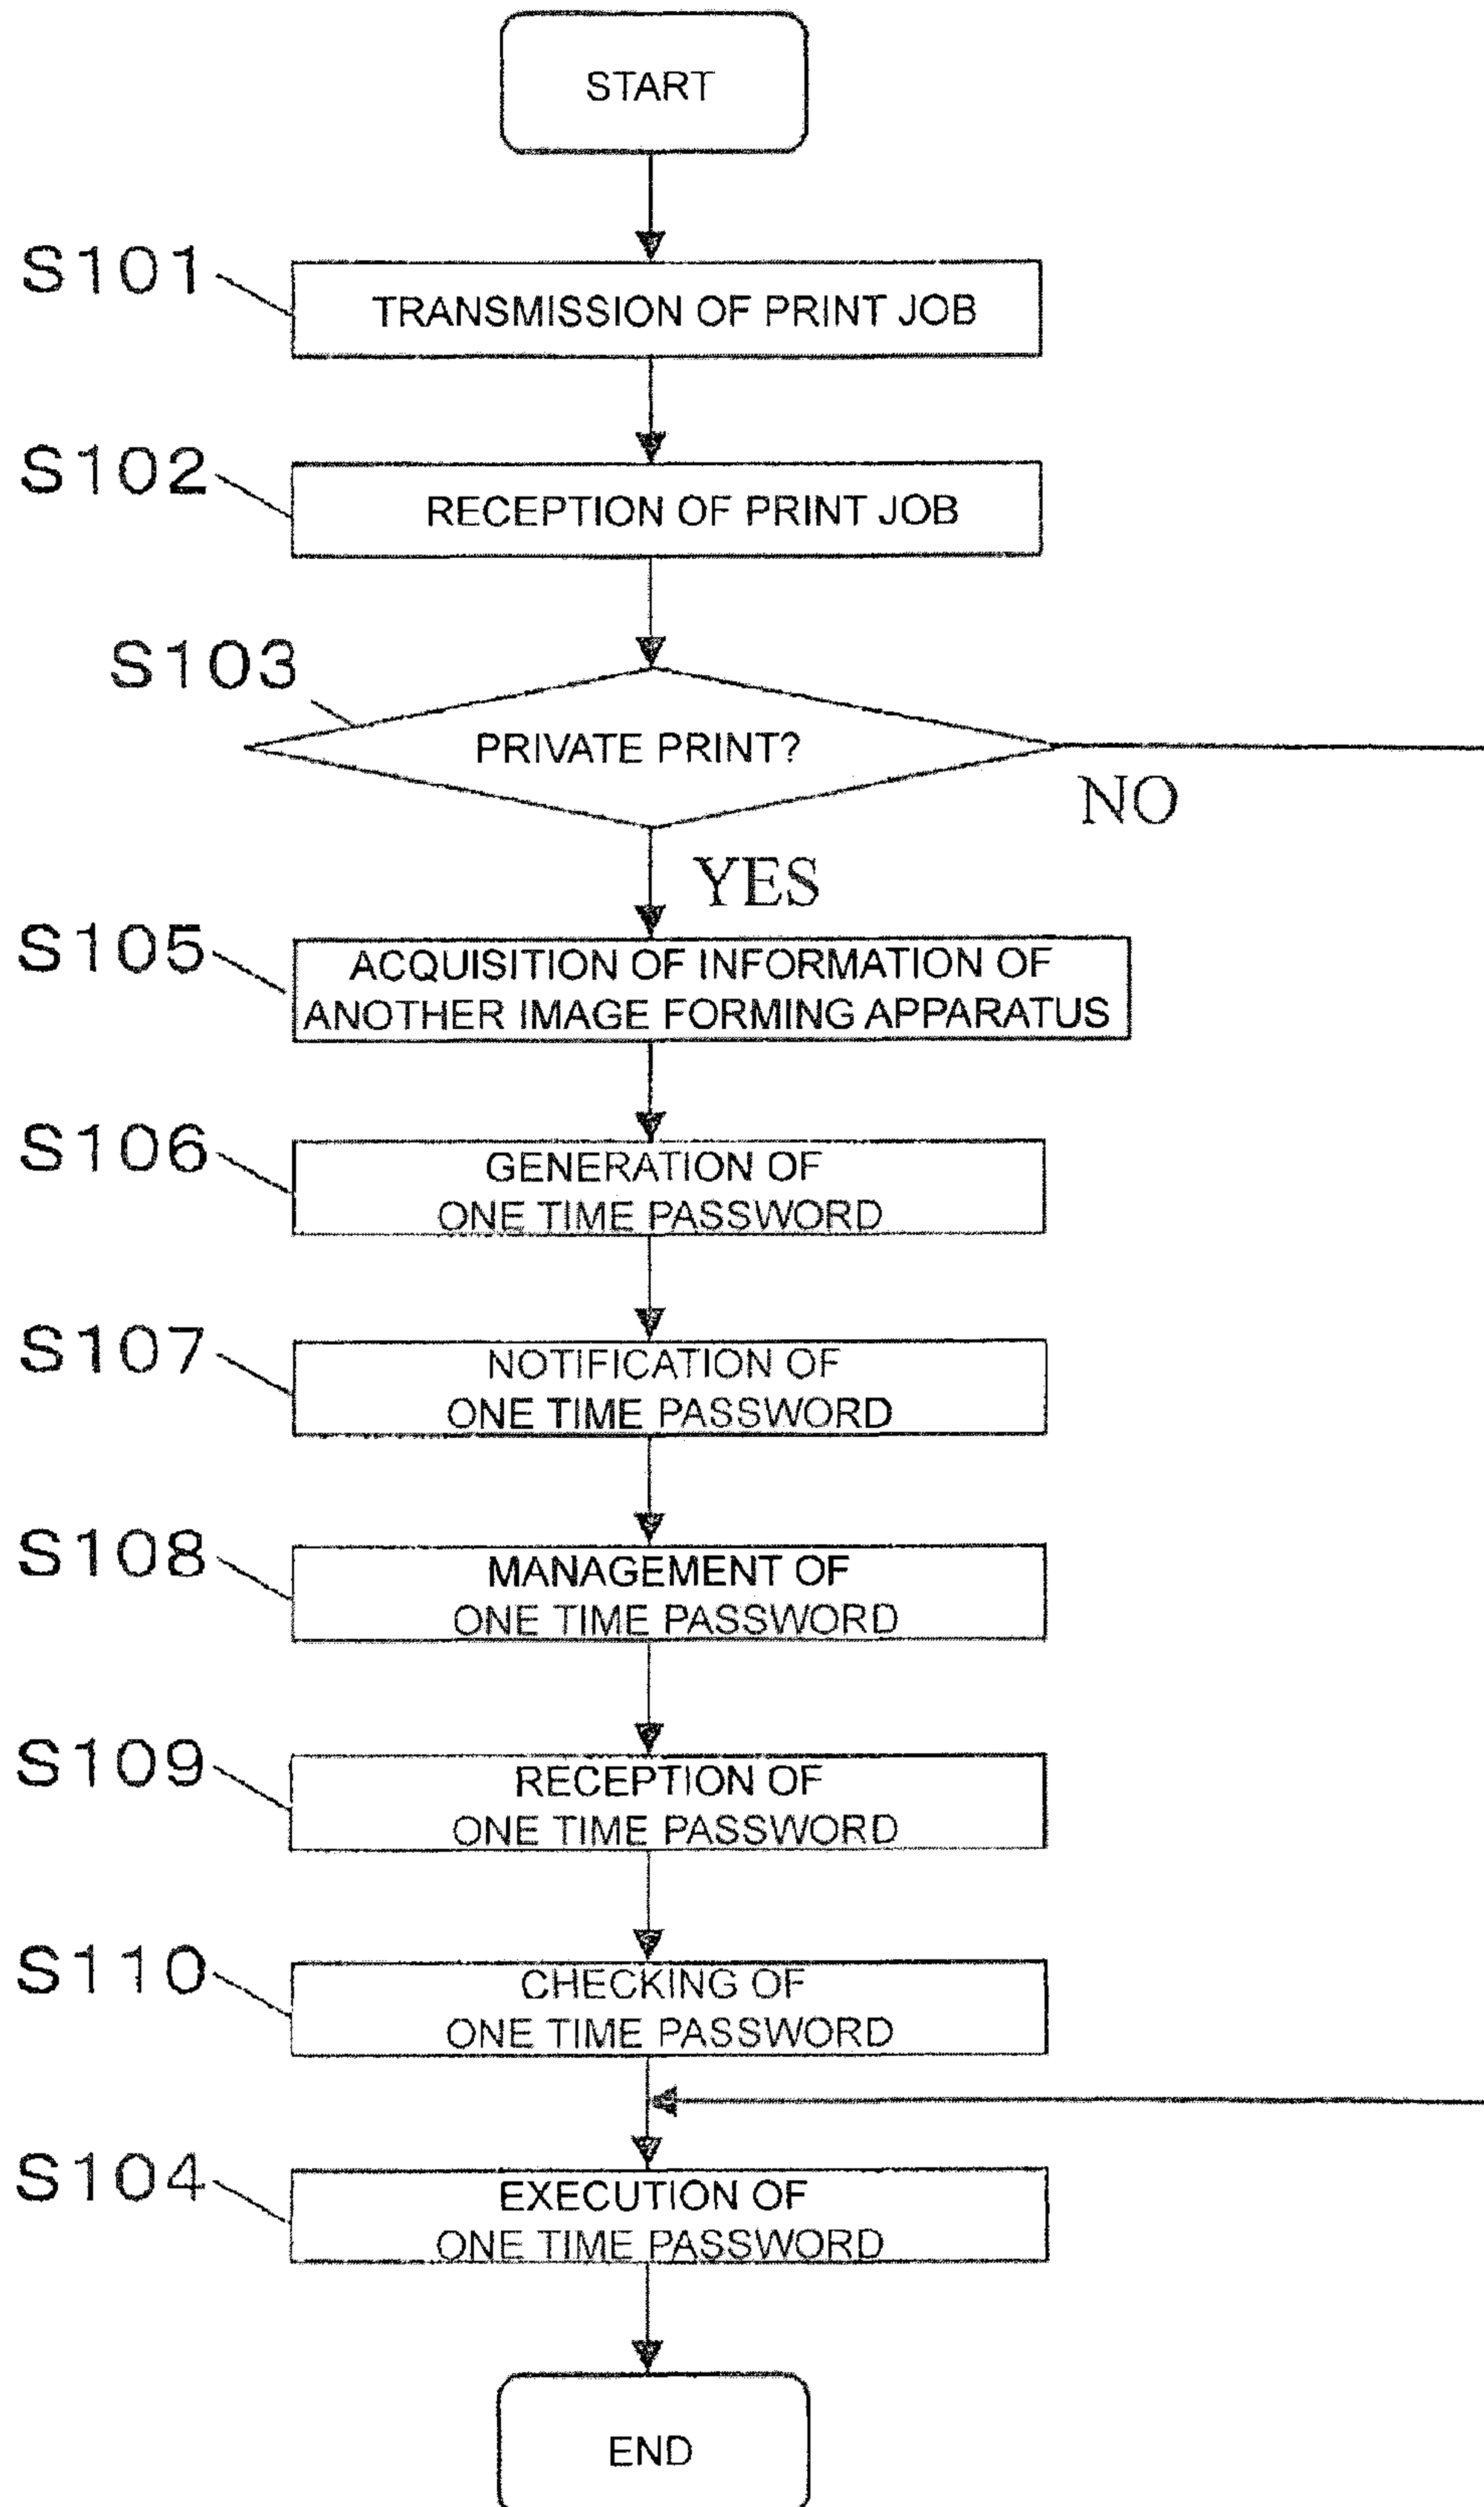 START
S101
TRANSMISSION OF PRINT JOB
S102
RECEPTION OF PRINT JOB
S103
PRIVATE PRINT?
NO
YES
S105
ACQUISITION OF INFORMATION OF
ANOTHER IMAGE FORMING APPARATUS
S106
GENERATION OF
ONE TIME PASSWORD
S107
NOTIFICATION OF
ONE TIME PASSWORD
S108
MANAGEMENT OF
ONE TIME PASSWORD
S109
RECEPTION OF
ONE TIME PASSWORD
S110
CHECKING OF
ONE TIME PASSWORD
S104
EXECUTION OF
ONE TIME PASSWORD
END